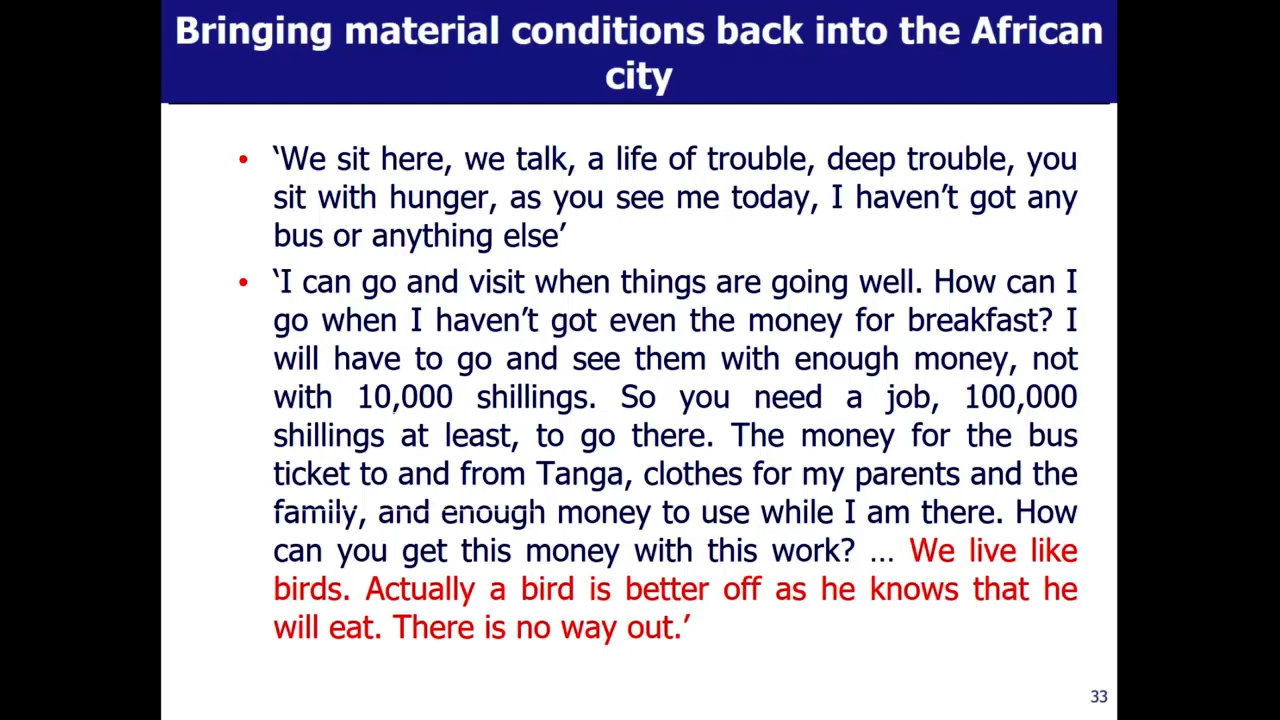 Bringing material conditions back into the African
city
• ‘We sit here, we talk, a life of trouble, deep trouble, you
sit with hunger, as you see me today, I haven’t got any
bus or anything else’
• ‘I can go and visit when things are going well. How can I
go when I haven’t got even the money for breakfast? I
will have to go and see them with enough money, not
with 10,000 shillings. So you need a job, 100,000
shillings at least, to go there. The money for the bus
ticket to and from Tanga, clothes for my parents and the
family, and enough money to use while I am there. How
can you get this money with this work? … We live like
birds. Actually a bird is better off as he knows that he
will eat. There is no way out.’
33